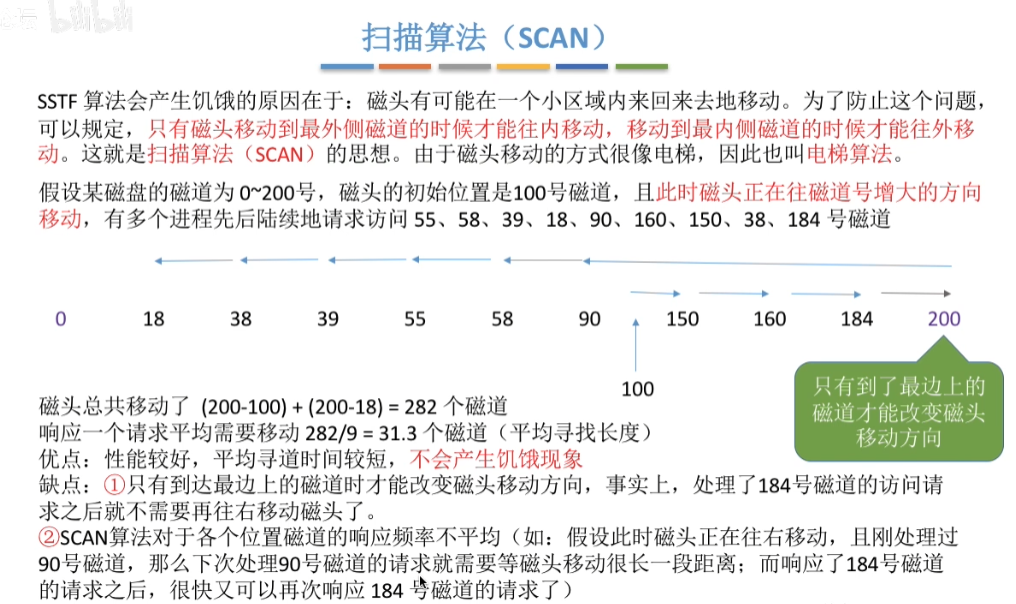 bilibili
扫描算法（SCAN）
SSTF 算法会产生饥饿的原因在于：磁头有可能在一个小区域内来回来去地移动。为了防止这个问题，
可以规定，只有磁头移动到最外侧磁道的时候才能往内移动，移动到最内侧磁道的时候才能往外移
动。这就是扫描算法（SCAN）的思想。由于磁头移动的方式很像电梯，因此也叫电梯算法。
假设某磁盘的磁道为 0~200号，磁头的初始位置是100号磁道，且此时磁头正在往磁道号增大的方向
移动，有多个进程先后陆续地请求访问 55、58、39、18、90、160、150、38、184 号磁道
0 18 38 39 55 58 90 150 160 184 200
100
只有到了最边上的
磁道才能改变磁头
移动方向
磁头总共移动了 (200-100) + (200-18) = 282 个磁道
响应一个请求平均需要移动 282/9 = 31.3 个磁道（平均寻找长度）
优点：性能较好，平均寻道时间较短，不会产生饥饿现象
缺点：①只有到达最边上的磁道时才能改变磁头移动方向，事实上，处理了184号磁道的访问请
求之后就不需要再往右移动磁头了。
②SCAN算法对于各个位置磁道的响应频率不平均（如：假设此时磁头正在往右移动，且刚处理过
90号磁道，那么下次处理90号磁道的请求就需要等磁头移动很长一段距离；而响应了184号磁道
的请求之后，很快又可以再次响应 184 号磁道的请求了）